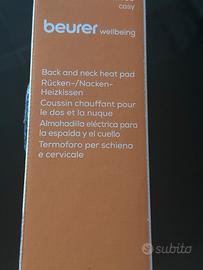 cosy
beurer wellbeing
Back and neck heat pad
Rücken-/Nacken-
Heizkissen
Coussin chauffant pour
le dos et la nuque
Almohadilla eléctrica para
la espalda y el cuello
Termoforo per schiena
e cervicale
subito